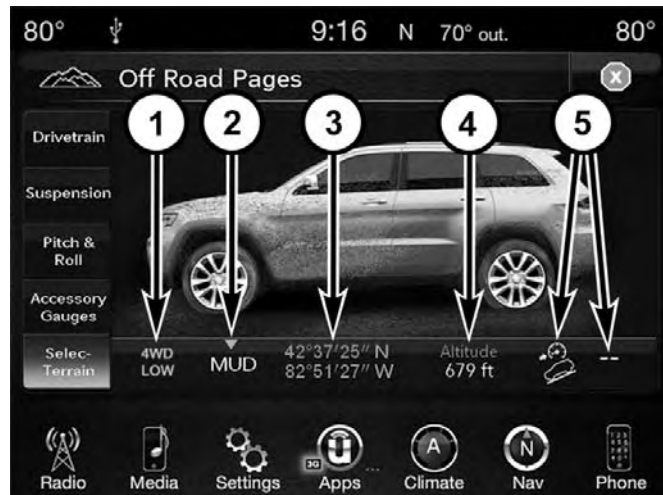 80° 9:16 N 70° out. 80°
Off Road Pages
X
1 2 3 4 5
Drivetrain
Suspension
Pitch &
Roll
Accessory
Gauges
Selec-
Terrain
4WD
LOW
MUD
42°37'25" N
82°51'27" W
Altitude
679 ft
--
3G u ... A N
Radio Media Settings Apps Climate Nav Phone